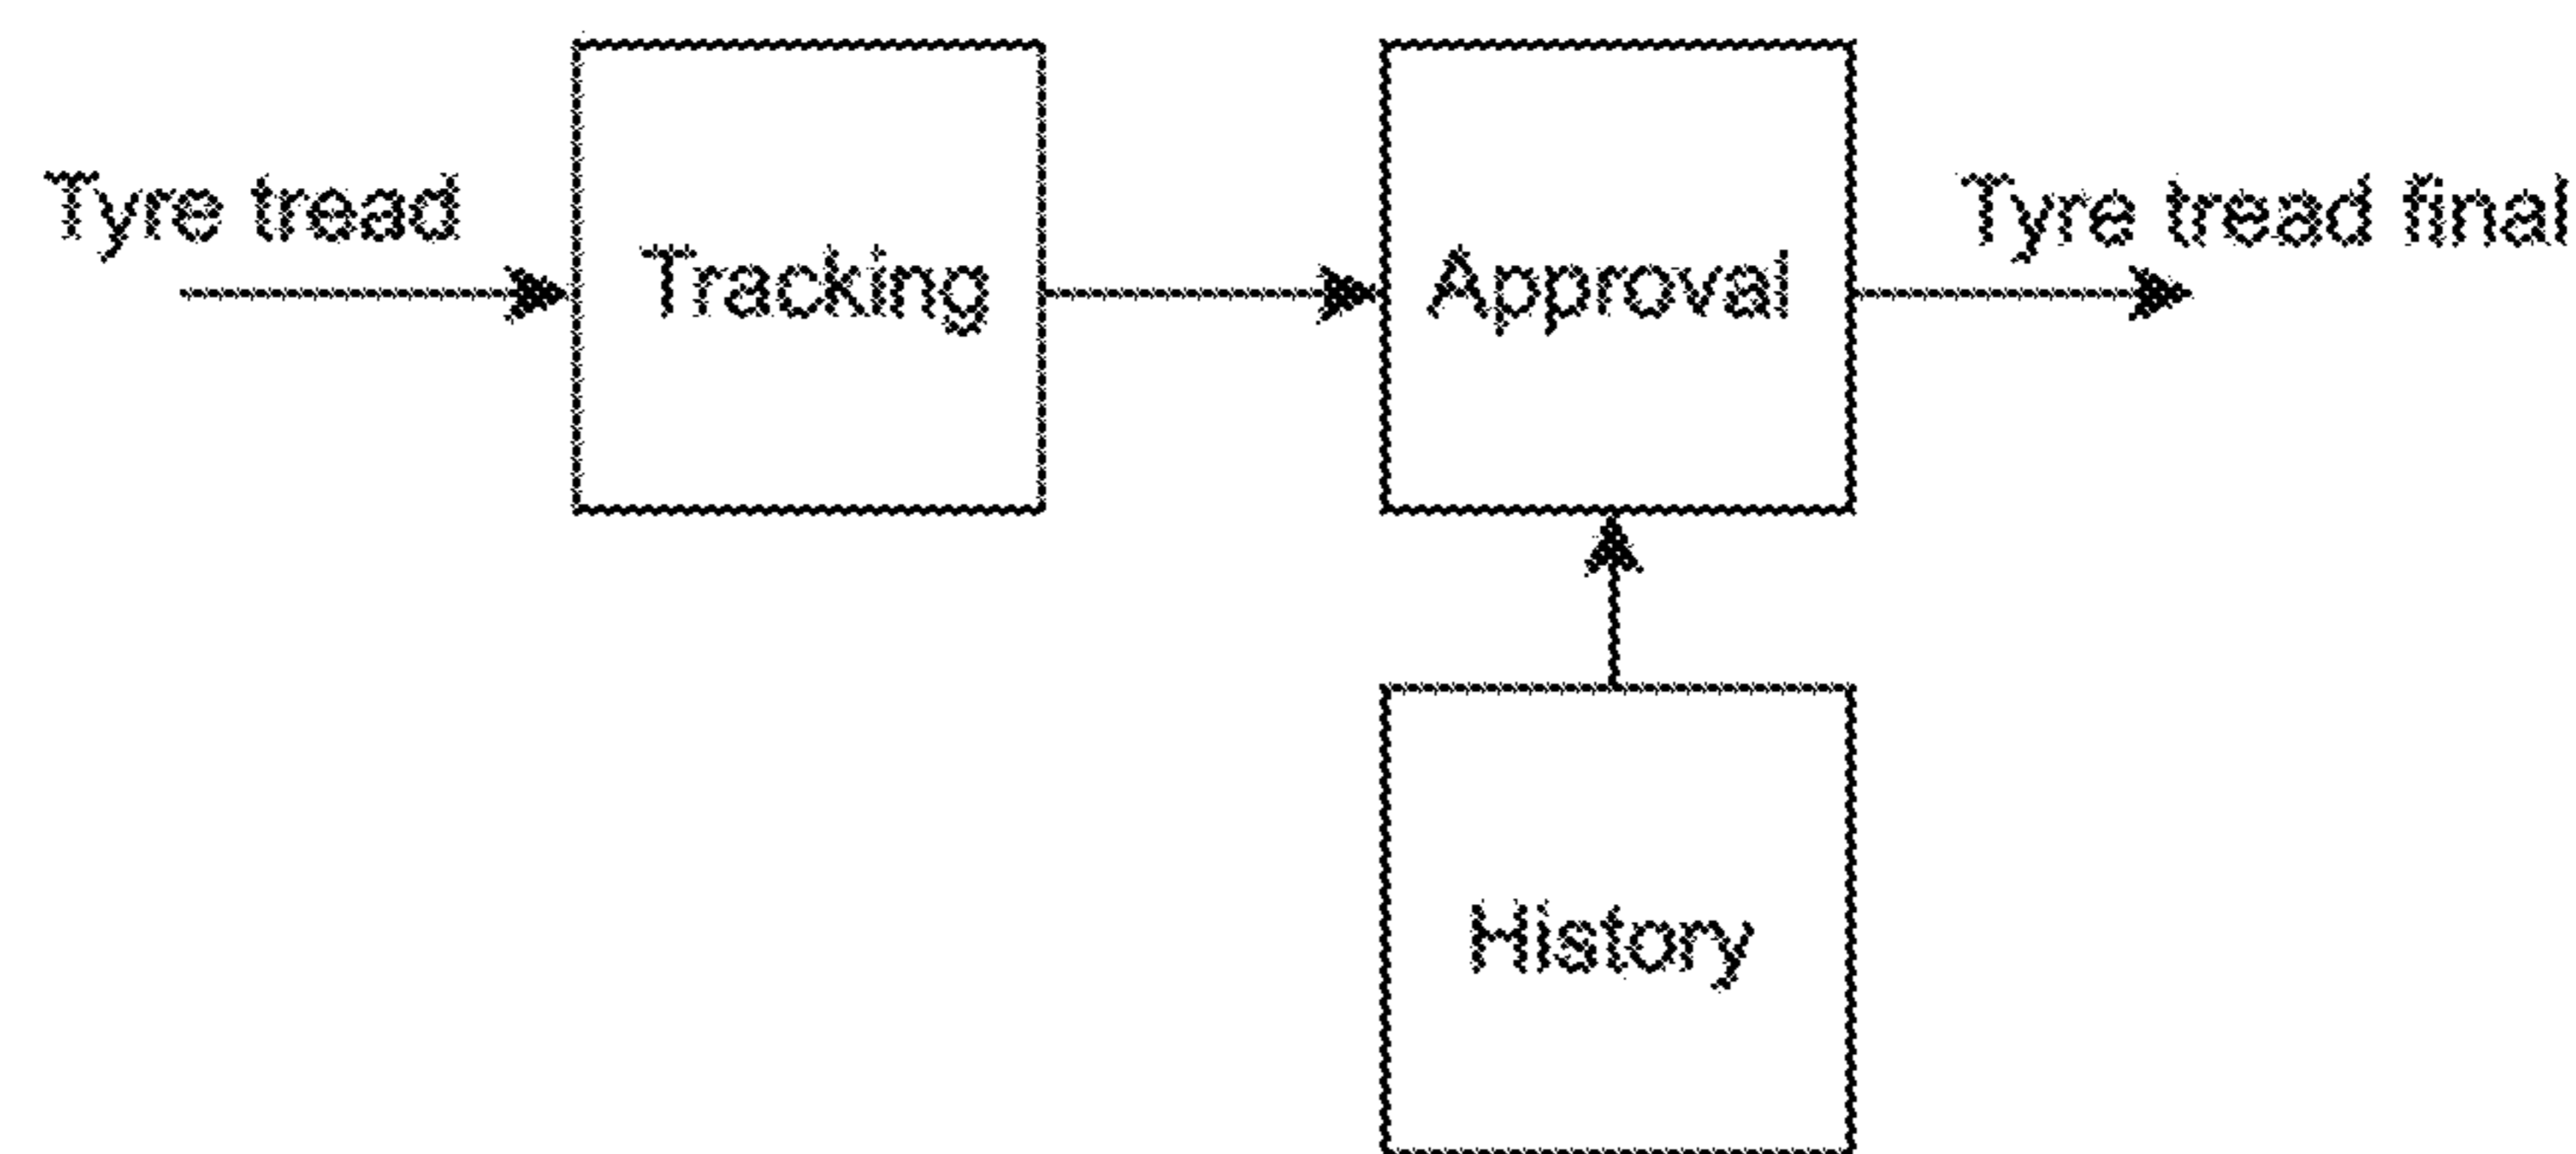 Tyre tread
Tracking
Approval
Tyre tread final
History